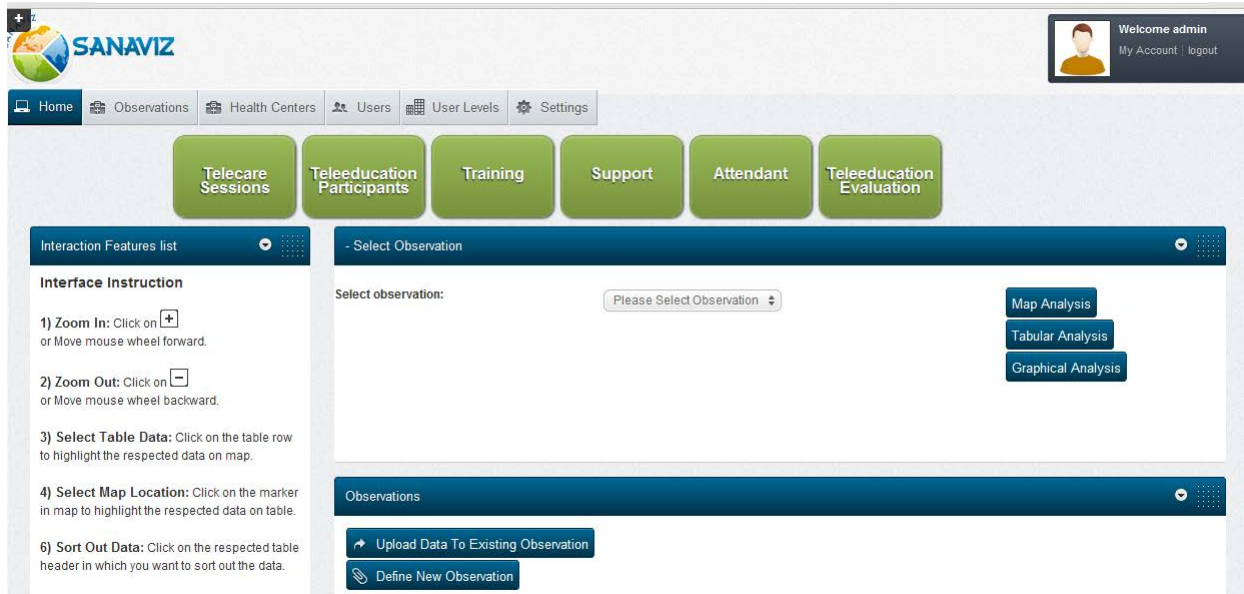 SANAVIZ
Welcome admin
My Account | logout
Home
Observations
Health Centers
Users
User Levels
Settings
Telecare
Sessions
Teleeducation
Participants
Training
Support
Attendant
Teleeducation
Evaluation
Interaction Features list
Interface Instruction
1) Zoom In: Click on +
or Move mouse wheel forward.
2) Zoom Out: Click on −
or Move mouse wheel backward.
3) Select Table Data: Click on the table row
to highlight the respected data on map.
4) Select Map Location: Click on the marker
in map to highlight the respected data on table.
6) Sort Out Data: Click on the respected table
header in which you want to sort out the data.
- Select Observation
Select observation:
Please Select Observation
Map Analysis
Tabular Analysis
Graphical Analysis
Observations
Upload Data To Existing Observation
Define New Observation